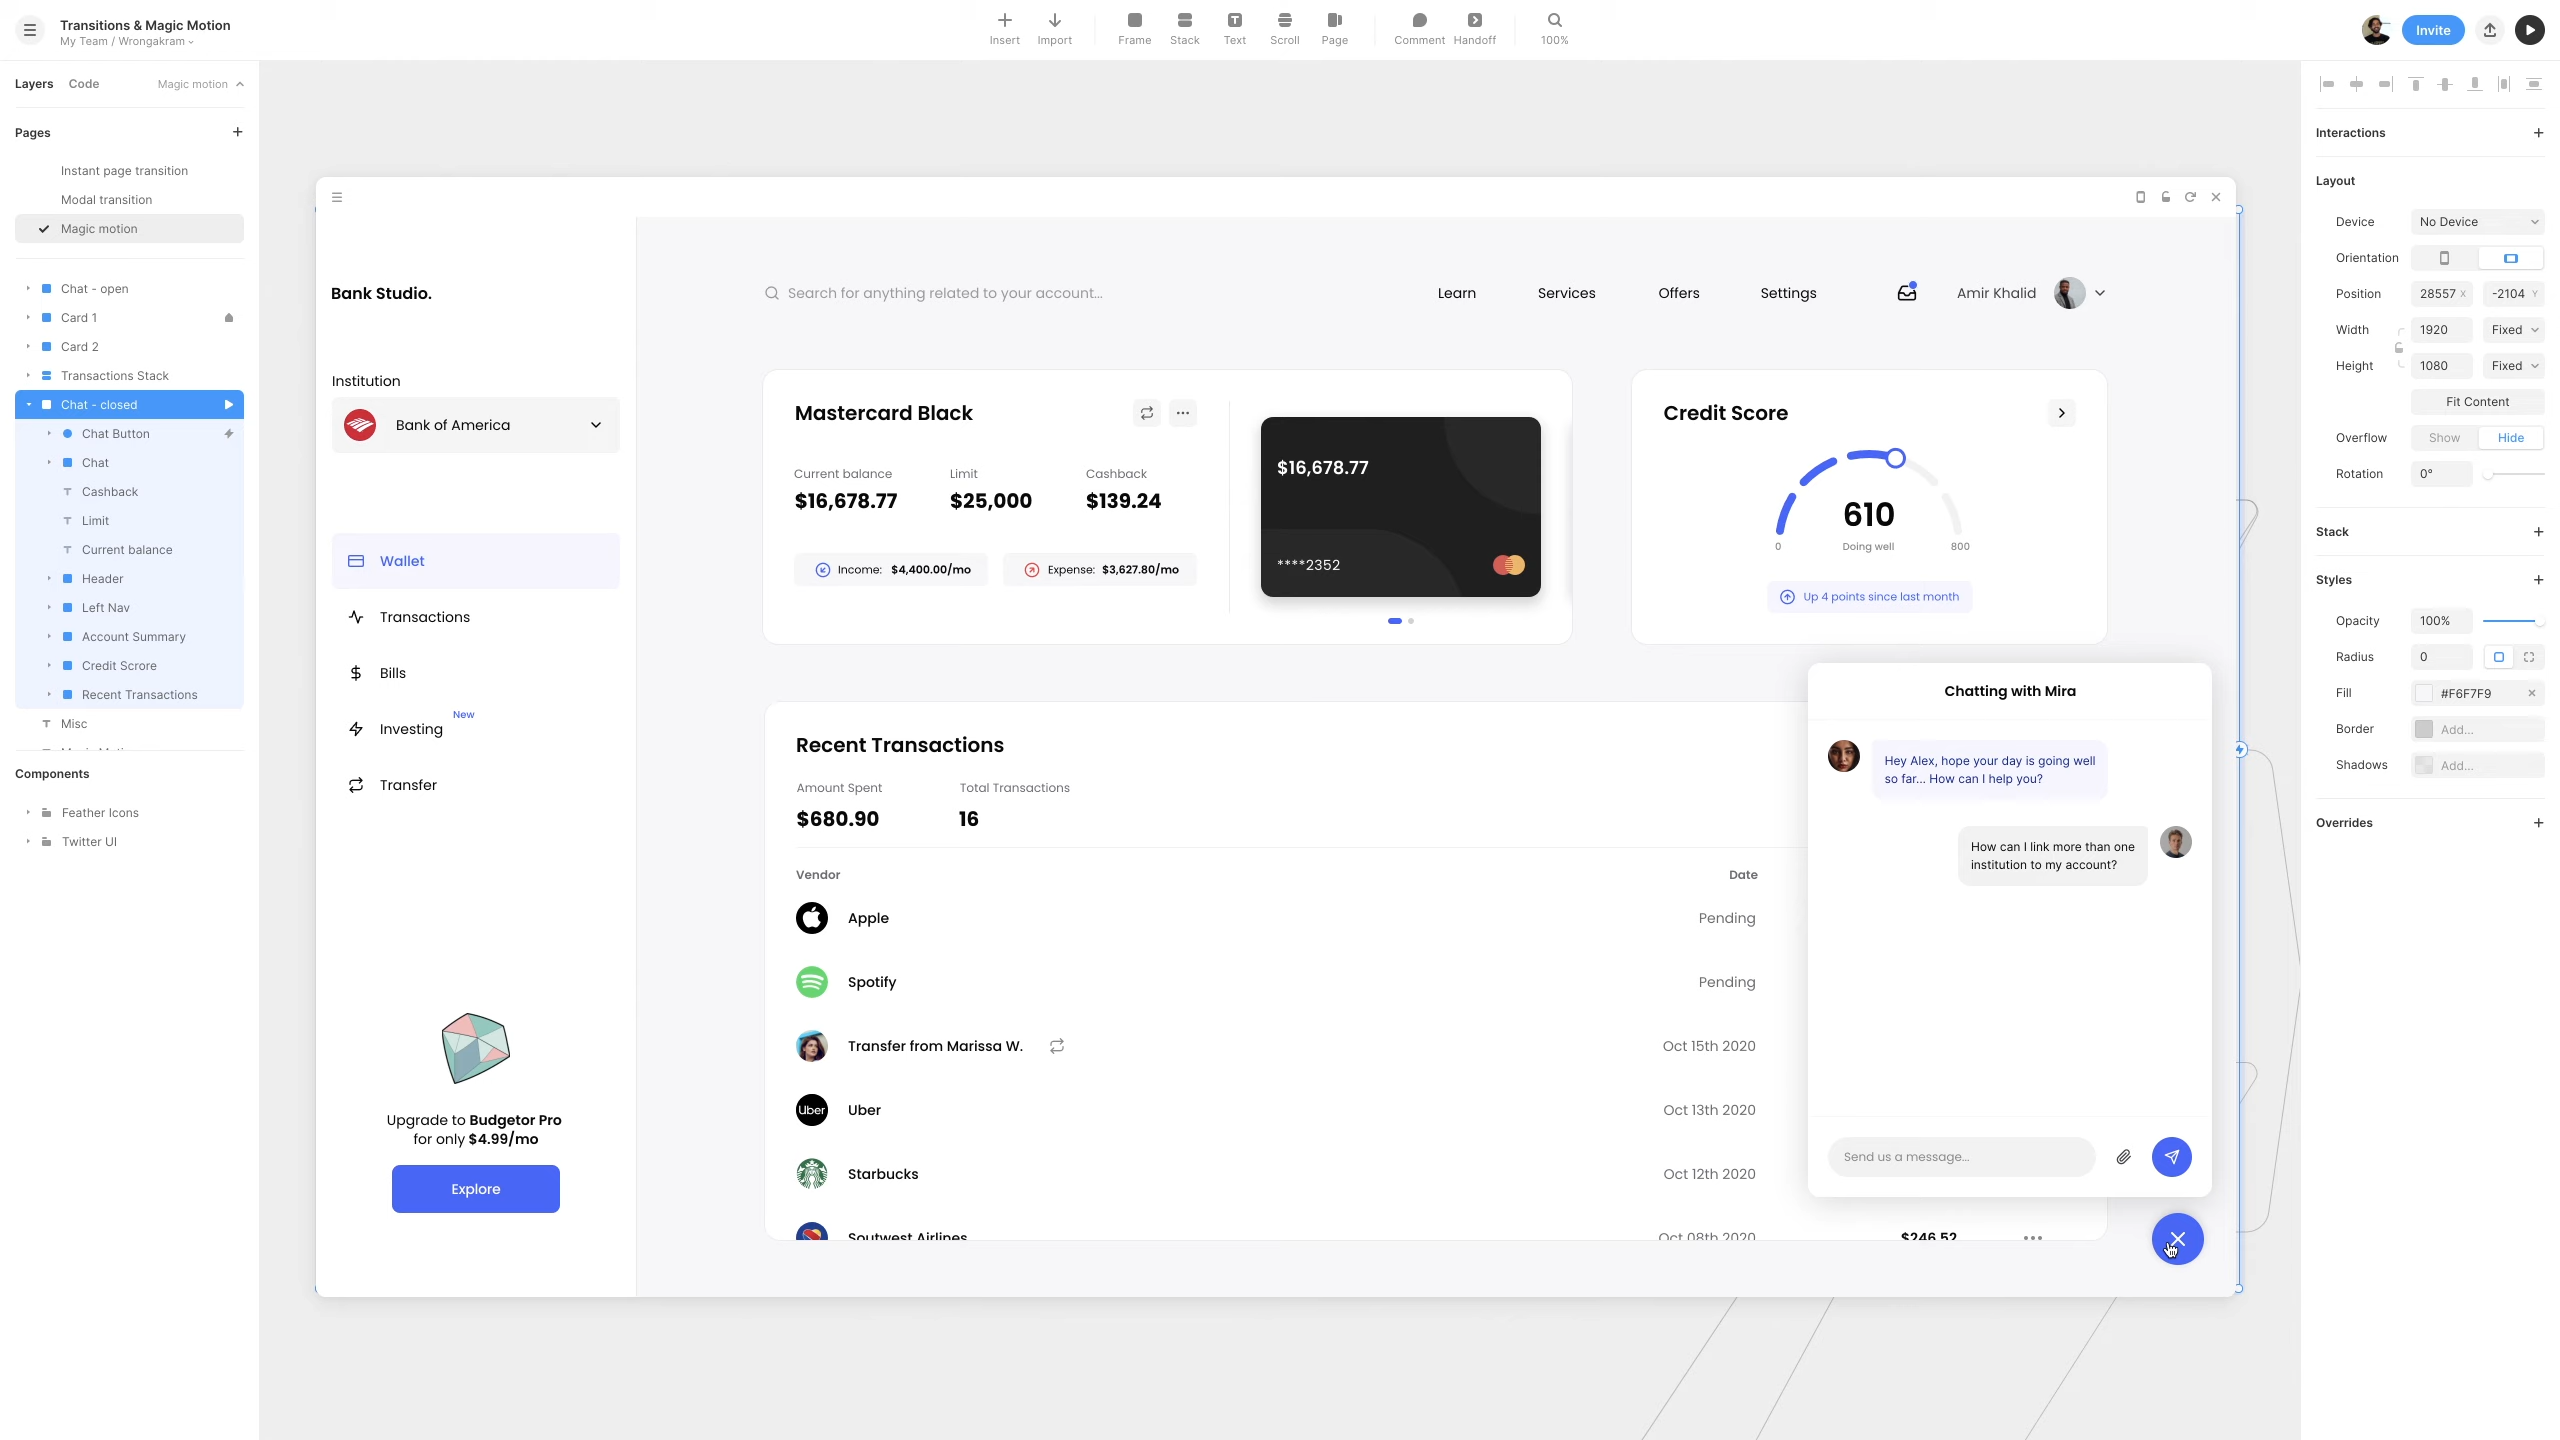 Transitions & Magic Motion
My Team / Wrongakram
Insert
Import
Frame
Stack
Text
Scroll
Page
Comment
Handoff
100%
Invite
Layers
Code
Magic motion
Pages
Instant page transition
Modal transition
Magic motion
Chat - open
Card 1
Card 2
Transactions Stack
Chat - closed
Chat Button
Chat
Cashback
Limit
Current balance
Header
Left Nav
Account Summary
Credit Scrore
Recent Transactions
Misc
Components
Feather Icons
Twitter UI
Bank Studio.
Institution
Bank of America
Wallet
Transactions
Bills
Investing
New
Transfer
Upgrade to Budgetor Pro
for only $4.99/mo
Explore
Search for anything related to your account...
Learn
Services
Offers
Settings
Amir Khalid
Mastercard Black
Current balance
Limit
Cashback
$16,678.77
$25,000
$139.24
Income: $4,400.00/mo
Expense: $3,627.80/mo
$16,678.77
****2352
Credit Score
610
0
Doing well
800
Up 4 points since last month
Recent Transactions
Amount Spent
Total Transactions
$680.90
16
Vendor
Date
Apple
Pending
Spotify
Pending
Transfer from Marissa W.
Oct 15th 2020
Uber
Uber
Oct 13th 2020
Starbucks
Oct 12th 2020
Soutwest Airlines
Oct 08th 2020
$246.52
Chatting with Mira
Hey Alex, hope your day is going well
so far... How can I help you?
How can I link more than one
institution to my account?
Send us a message...
Interactions
Layout
Device
No Device
Orientation
Position
28557 X
-2104 Y
Width
1920
Fixed
Height
1080
Fixed
Fit Content
Overflow
Show
Hide
Rotation
0°
Stack
Styles
Opacity
100%
Radius
0
Fill
#F6F7F9
Border
Add...
Shadows
Add...
Overrides